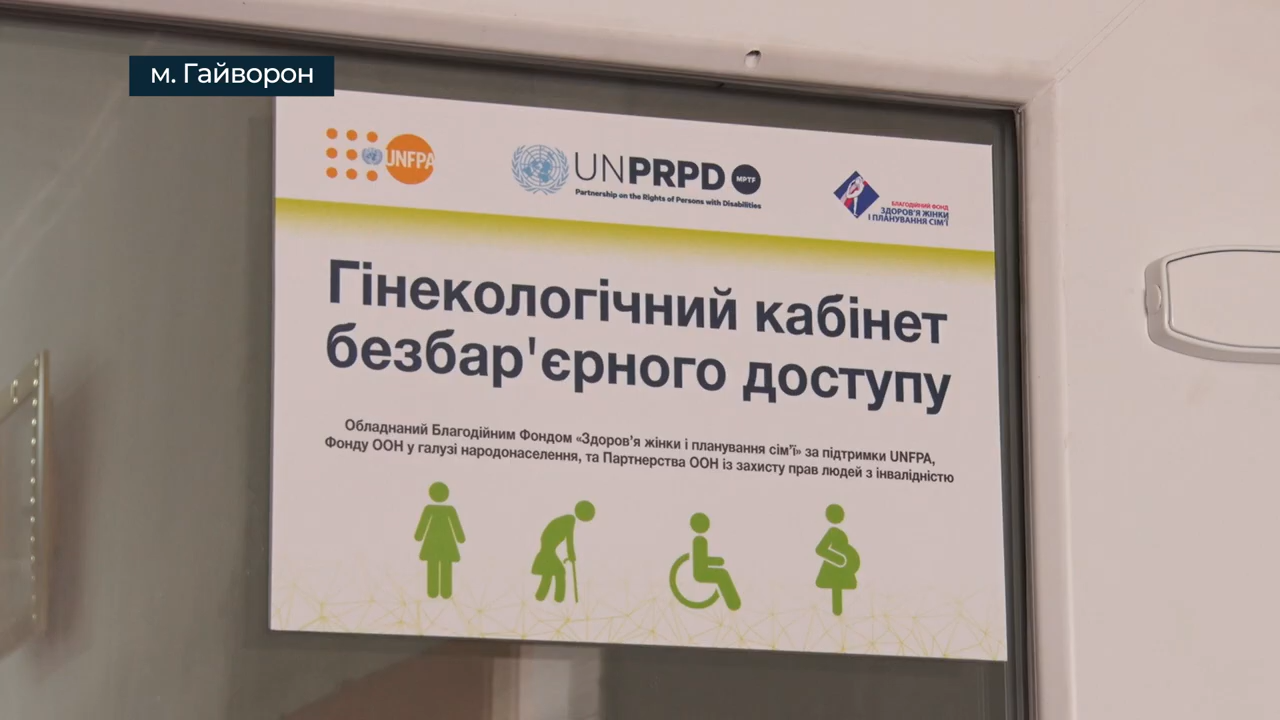 м. Гайворон
UNFPA
UNPRPD MPTF
Partnership on the Rights of Persons with Disabilities
БЛАГОДІЙНИЙ ФОНД
ЗДОРОВ'Я ЖІНКИ
І ПЛАНУВАННЯ СІМ'Ї
Гінекологічний кабінет
безбар'єрного доступу
Обладнаний Благодійним Фондом «Здоров'я жінки і планування сім'ї» за підтримки UNFPA,
Фонду ООН у галузі народонаселення, та Партнерства ООН із захисту прав людей з інвалідністю